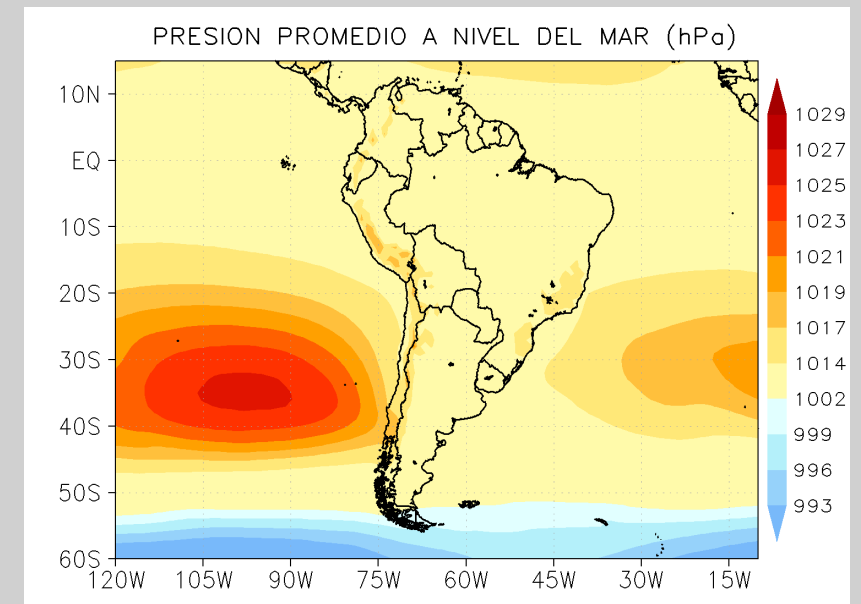 PRESION PROMEDIO A NIVEL DEL MAR (hPa)
10N
EQ
10S
20S
30S
40S
50S
60S
120W 105W 90W 75W 60W 45W 30W 15W
1029
1027
1025
1023
1021
1019
1017
1014
1002
999
996
993